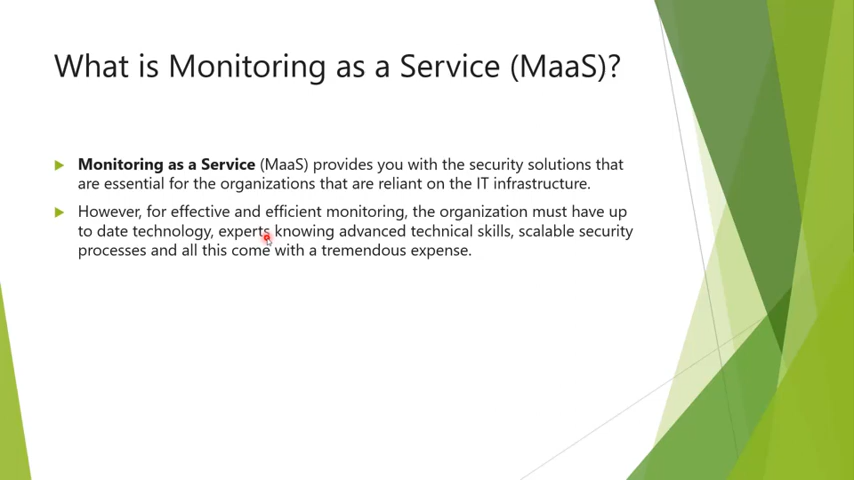 What is Monitoring as a Service (MaaS)?
Monitoring as a Service (MaaS) provides you with the security solutions that
are essential for the organizations that are reliant on the IT infrastructure.
However, for effective and efficient monitoring, the organization must have up
to date technology, experts knowing advanced technical skills, scalable security
processes and all this come with a tremendous expense.